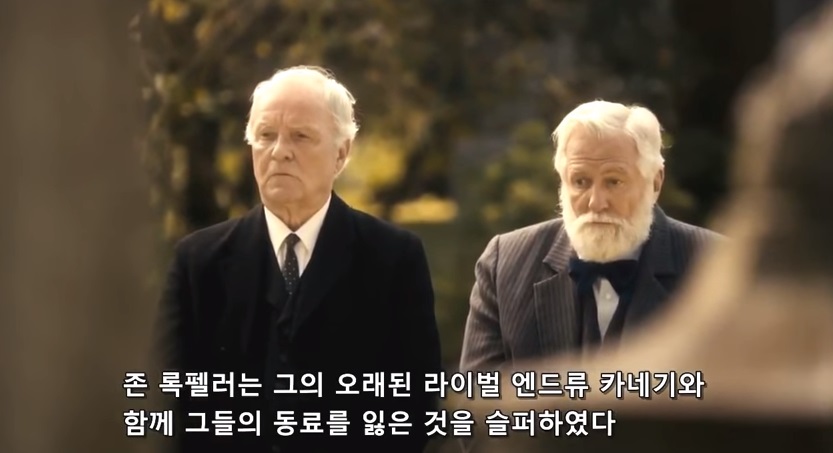 존 록펠러는 그의 오래된 라이벌 엔드류 카네기와
함께 그들의 동료를 잃은 것을 슬퍼하였다